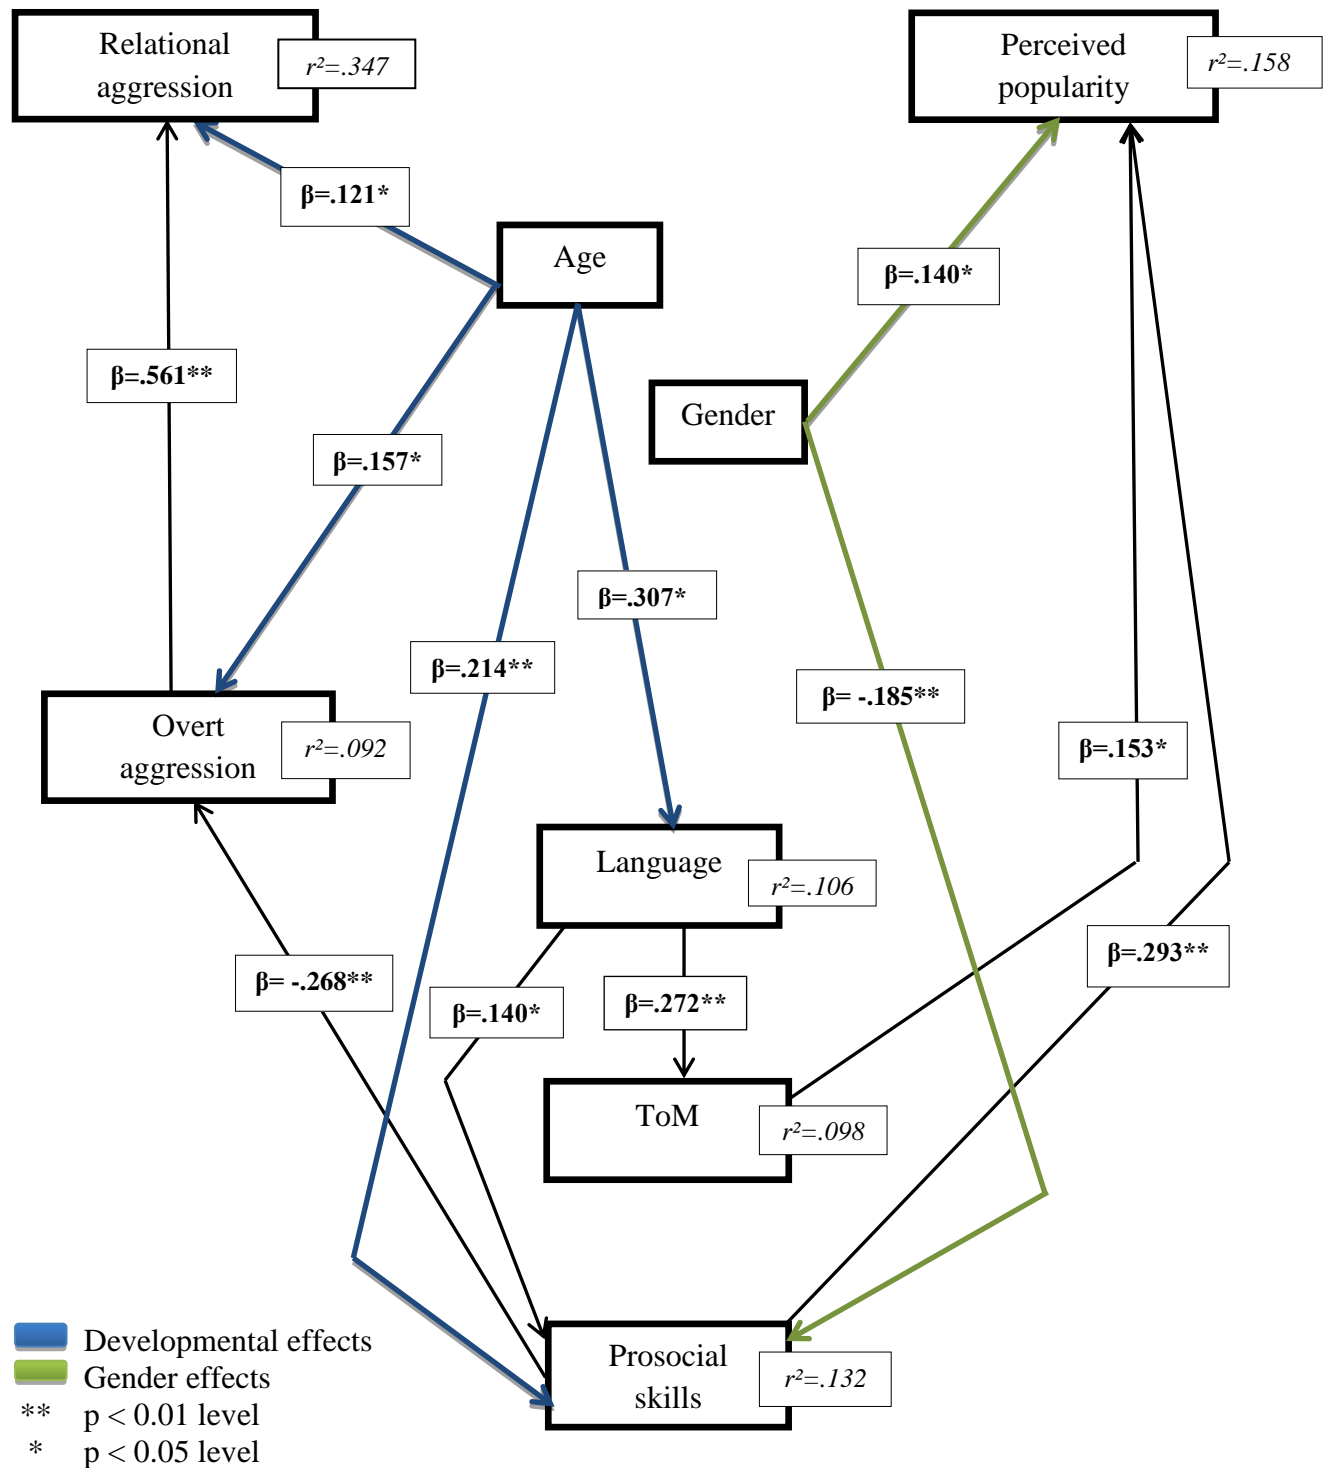 Relational
aggression
r²=.347
Perceived
popularity
r²=.158
β=.121*
Age
β=.140*
β=.561**
Gender
β=.157*
β=.307*
β=.214**
β= -.185**
Overt
aggression
r²=.092
β=.153*
Language
r²=.106
β= -.268**
β=.140*
β=.272**
β=.293**
ToM
r²=.098
Prosocial
skills
r²=.132
Developmental effects
Gender effects
** p < 0.01 level
* p < 0.05 level